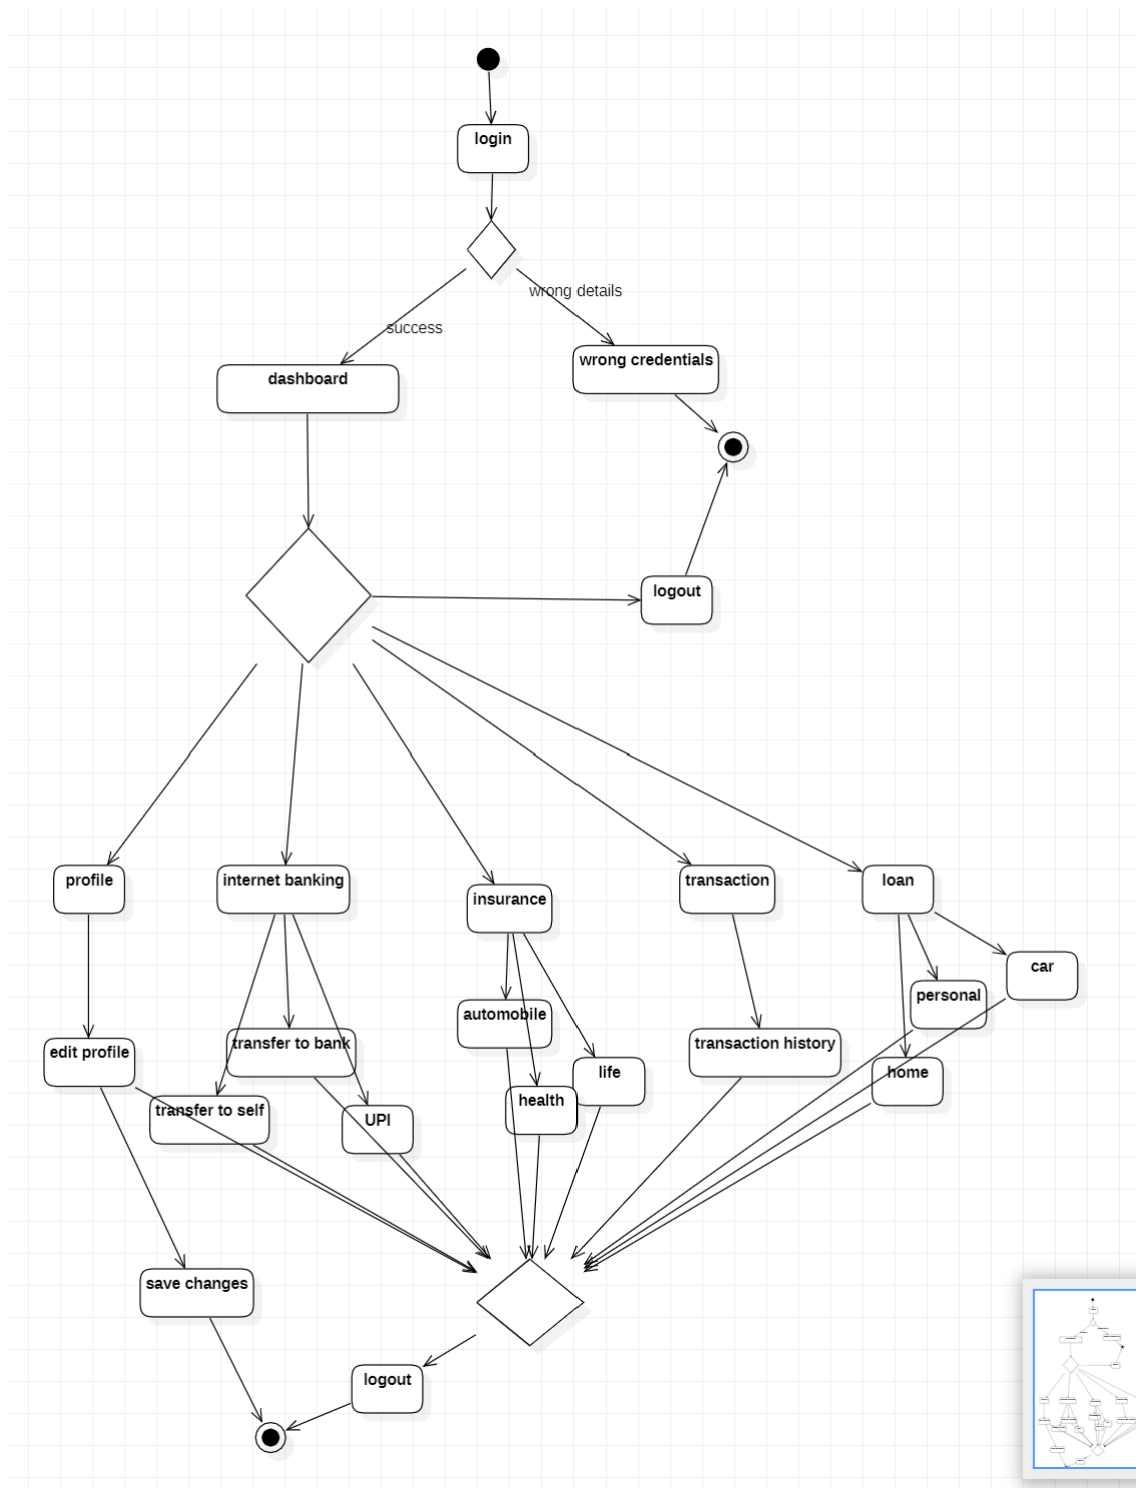 login
wrong details
success
wrong credentials
dashboard
logout
profile
internet banking
insurance
transaction
loan
car
personal
automobile
edit profile
transfer to bank
transaction history
life
home
health
transfer to self
UPI
save changes
logout